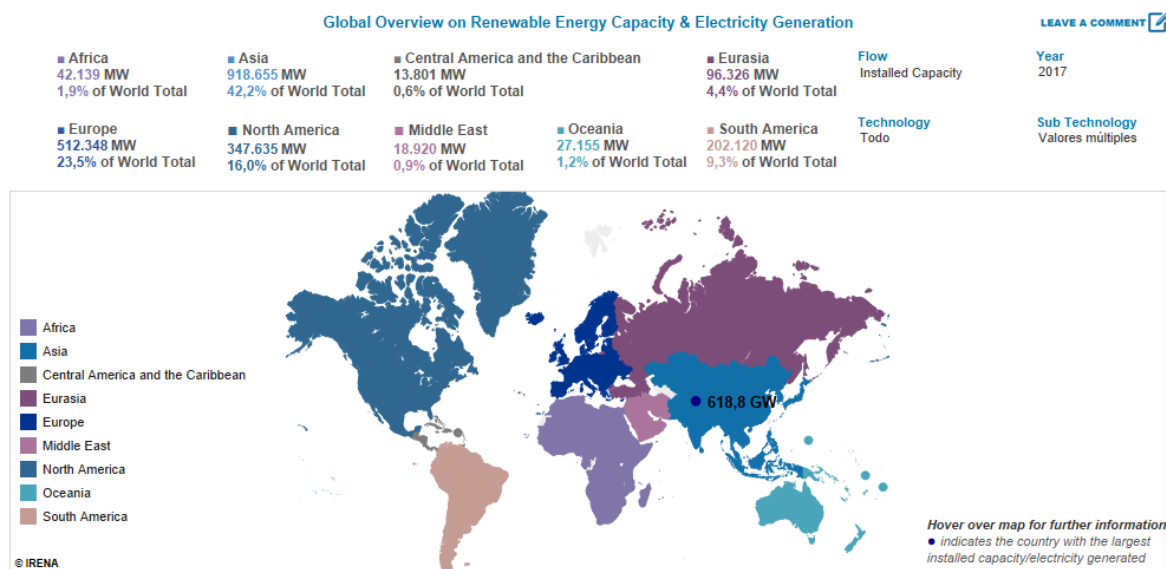 Global Overview on Renewable Energy Capacity & Electricity Generation
LEAVE A COMMENT
Africa
42.139 MW
1,9% of World Total
Asia
918.655 MW
42,2% of World Total
Central America and the Caribbean
13.801 MW
0,6% of World Total
Eurasia
96.326 MW
4,4% of World Total
Flow
Installed Capacity
Year
2017
Europe
512.348 MW
23,5% of World Total
North America
347.635 MW
16,0% of World Total
Middle East
18.920 MW
0,9% of World Total
Oceania
27.155 MW
1,2% of World Total
South America
202.120 MW
9,3% of World Total
Technology
Todo
Sub Technology
Valores múltiples
Africa
Asia
Central America and the Caribbean
Eurasia
Europe
Middle East
North America
Oceania
South America
618,8 GW
Hover over map for further information
indicates the country with the largest
installed capacity/electricity generated
© IRENA